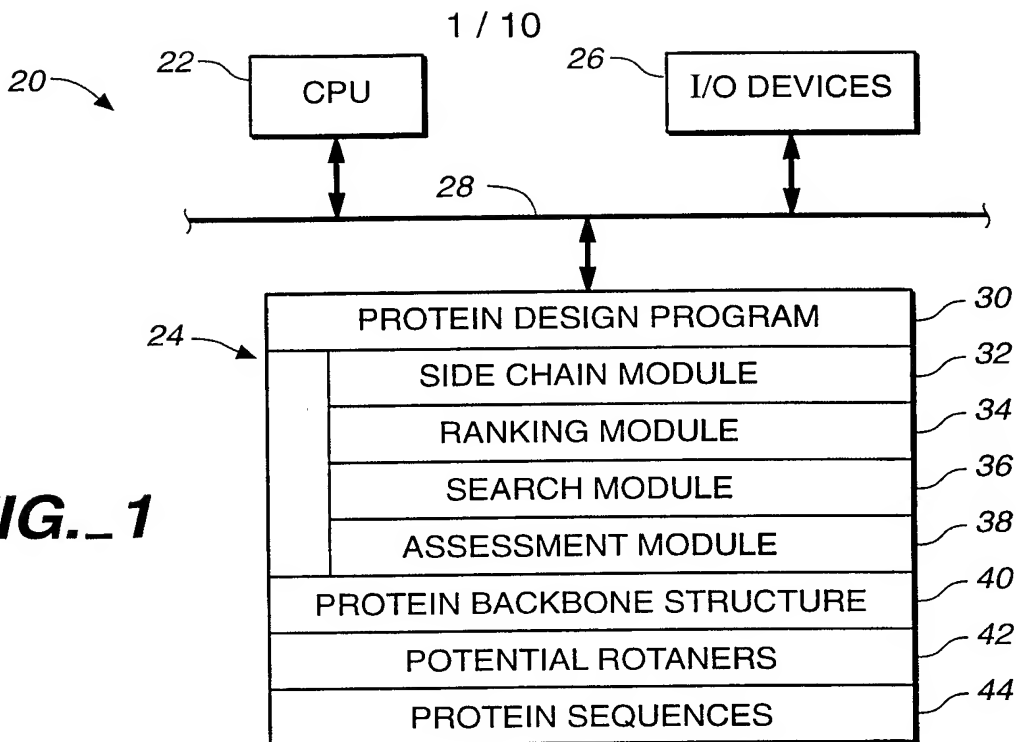 1 / 10
20
22
CPU
26
I/O DEVICES
28
24
PROTEIN DESIGN PROGRAM
30
SIDE CHAIN MODULE
32
RANKING MODULE
34
SEARCH MODULE
36
ASSESSMENT MODULE
38
PROTEIN BACKBONE STRUCTURE
40
POTENTIAL ROTANERS
42
PROTEIN SEQUENCES
44
IG._1